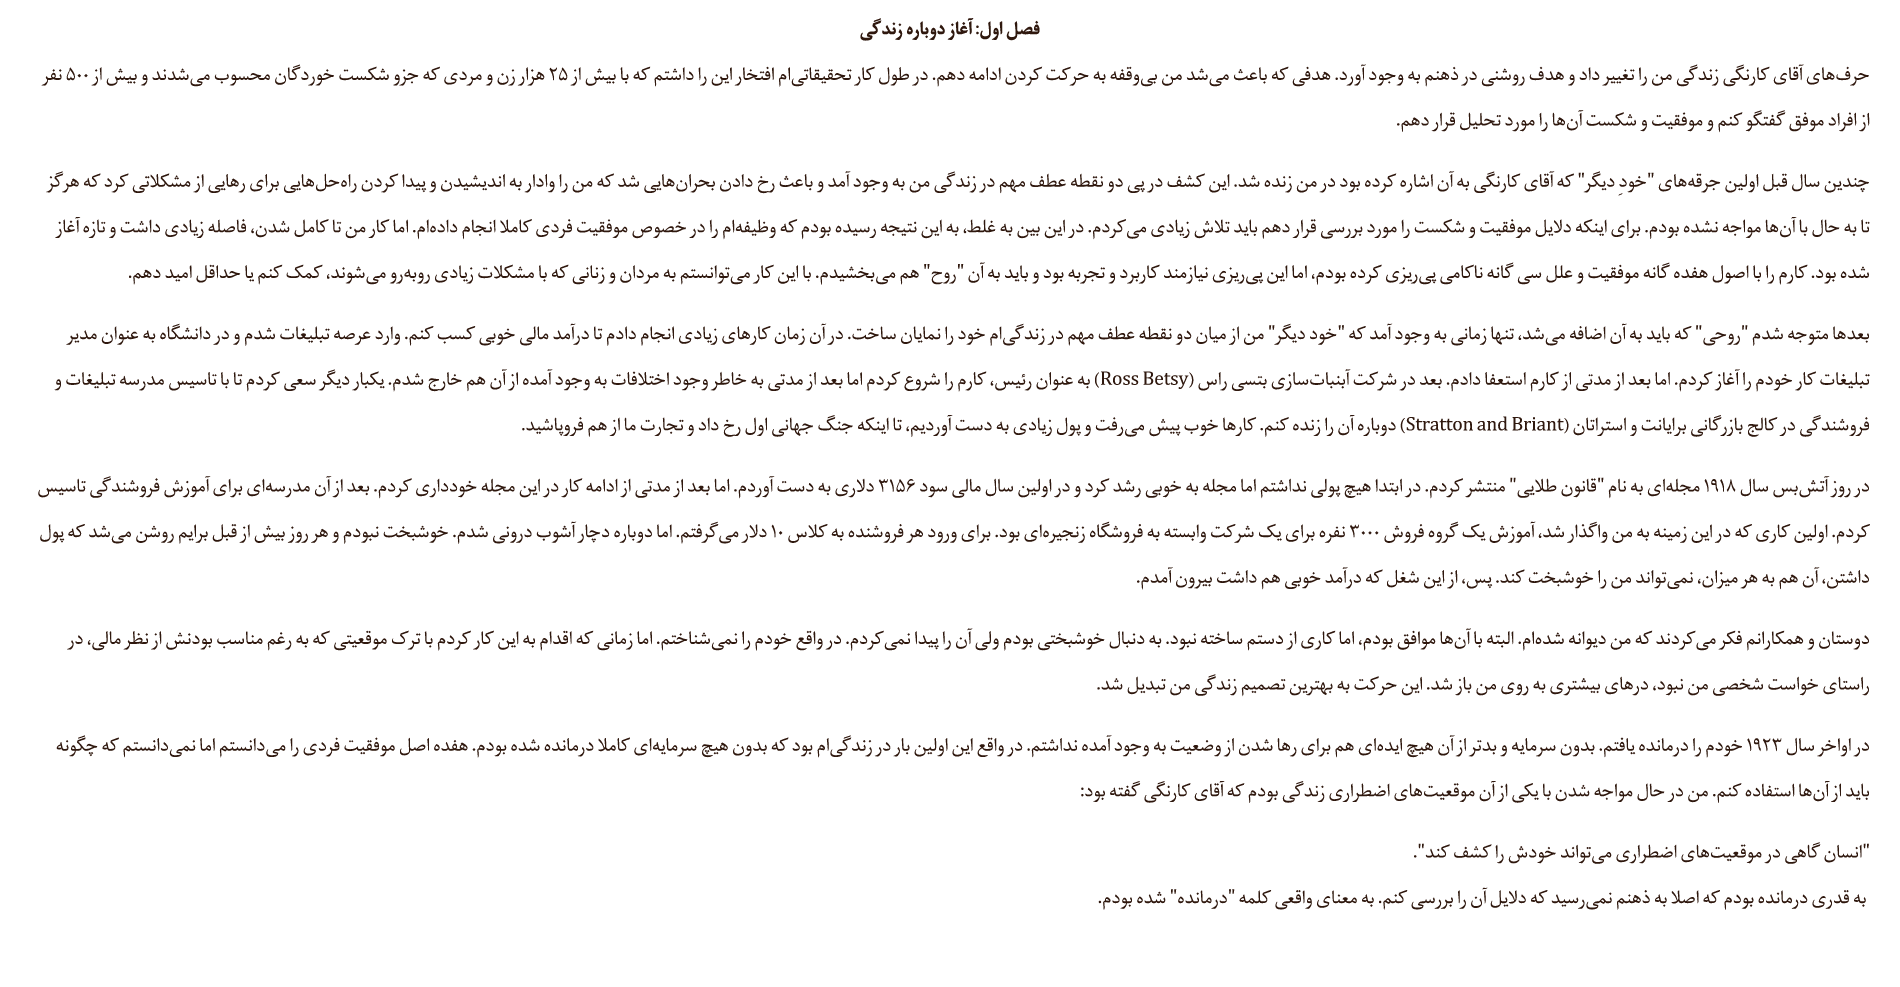 فصل اول: آغاز دوباره زندگی
حرف‌های آقای کارنگی زندگی من را تغییر داد و هدف روشنی در ذهنم به وجود آورد. هدفی که باعث می‌شد من بی‌وقفه به حرکت کردن ادامه دهم. در طول کار تحقیقاتی‌ام افتخار این را داشتم که با بیش از ۲۵ هزار زن و مردی که جزو شکست خوردگان محسوب می‌شدند و بیش از ۵۰۰ نفر
از افراد موفق گفتگو کنم و موفقیت و شکست آن‌ها را مورد تحلیل قرار دهم.
چندین سال قبل اولین جرقه‌های "خودِ دیگر" که آقای کارنگی به آن اشاره کرده بود در من زنده شد. این کشف در پی دو نقطه عطف مهم در زندگی من به وجود آمد و باعث رخ دادن بحران‌هایی شد که من را وادار به اندیشیدن و پیدا کردن راه‌حل‌هایی برای رهایی از مشکلاتی کرد که هرگز
تا به حال با آن‌ها مواجه نشده بودم. برای اینکه دلایل موفقیت و شکست را مورد بررسی قرار دهم باید تلاش زیادی می‌کردم. در این بین به غلط، به این نتیجه رسیده بودم که وظیفه‌ام را در خصوص موفقیت فردی کاملا انجام داده‌ام. اما کار من تا کامل شدن، فاصله زیادی داشت و تازه آغاز
شده بود. کارم را با اصول هفده گانه موفقیت و علل سی گانه ناکامی پی‌ریزی کرده بودم، اما این پی‌ریزی نیازمند کاربرد و تجربه بود و باید به آن "روح" هم می‌بخشیدم. با این کار می‌توانستم به مردان و زنانی که با مشکلات زیادی روبه‌رو می‌شوند، کمک کنم یا حداقل امید دهم.
بعدها متوجه شدم "روحی" که باید به آن اضافه می‌شد، تنها زمانی به وجود آمد که "خود دیگر" من از میان دو نقطه عطف مهم در زندگی‌ام خود را نمایان ساخت. در آن زمان کارهای زیادی انجام دادم تا درآمد مالی خوبی کسب کنم. وارد عرصه تبلیغات شدم و در دانشگاه به عنوان مدیر
تبلیغات کار خودم را آغاز کردم. اما بعد از مدتی از کارم استعفا دادم. بعد در شرکت آبنبات‌سازی بتسی راس (Ross Betsy) به عنوان رئیس، کارم را شروع کردم اما بعد از مدتی به خاطر وجود اختلافات به وجود آمده از آن هم خارج شدم. یکبار دیگر سعی کردم تا با تاسیس مدرسه تبلیغات و
فروشندگی در کالج بازرگانی برایانت و استراتان (Stratton and Briant) دوباره آن را زنده کنم. کارها خوب پیش می‌رفت و پول زیادی به دست آوردیم، تا اینکه جنگ جهانی اول رخ داد و تجارت ما از هم فروپاشید.
در روز آتش‌بس سال ۱۹۱۸ مجله‌ای به نام "قانون طلایی" منتشر کردم. در ابتدا هیچ پولی نداشتم اما مجله به خوبی رشد کرد و در اولین سال مالی سود ۳۱۵۶ دلاری به دست آوردم. اما بعد از مدتی از ادامه کار در این مجله خودداری کردم. بعد از آن مدرسه‌ای برای آموزش فروشندگی تاسیس
کردم. اولین کاری که در این زمینه به من واگذار شد، آموزش یک گروه فروش ۳۰۰۰ نفره برای یک شرکت وابسته به فروشگاه زنجیره‌ای بود. برای ورود هر فروشنده به کلاس ۱۰ دلار می‌گرفتم. اما دوباره دچار آشوب درونی شدم. خوشبخت نبودم و هر روز بیش از قبل برایم روشن می‌شد که پول
داشتن، آن هم به هر میزان، نمی‌تواند من را خوشبخت کند. پس، از این شغل که درآمد خوبی هم داشت بیرون آمدم.
دوستان و همکارانم فکر می‌کردند که من دیوانه شده‌ام. البته با آن‌ها موافق بودم، اما کاری از دستم ساخته نبود. به دنبال خوشبختی بودم ولی آن را پیدا نمی‌کردم. در واقع خودم را نمی‌شناختم. اما زمانی که اقدام به این کار کردم با ترک موقعیتی که به رغم مناسب بودنش از نظر مالی، در
راستای خواست شخصی من نبود، درهای بیشتری به روی من باز شد. این حرکت به بهترین تصمیم زندگی من تبدیل شد.
در اواخر سال ۱۹۲۳ خودم را درمانده یافتم. بدون سرمایه و بدتر از آن هیچ ایده‌ای هم برای رها شدن از وضعیت به وجود آمده نداشتم. در واقع این اولین بار در زندگی‌ام بود که بدون هیچ سرمایه‌ای کاملا درمانده شده بودم. هفده اصل موفقیت فردی را می‌دانستم اما نمی‌دانستم که چگونه
باید از آن‌ها استفاده کنم. من در حال مواجه شدن با یکی از آن موقعیت‌های اضطراری زندگی بودم که آقای کارنگی گفته بود:
"انسان گاهی در موقعیت‌های اضطراری می‌تواند خودش را کشف کند".
به قدری درمانده بودم که اصلا به ذهنم نمی‌رسید که دلایل آن را بررسی کنم. به معنای واقعی کلمه "درمانده" شده بودم.